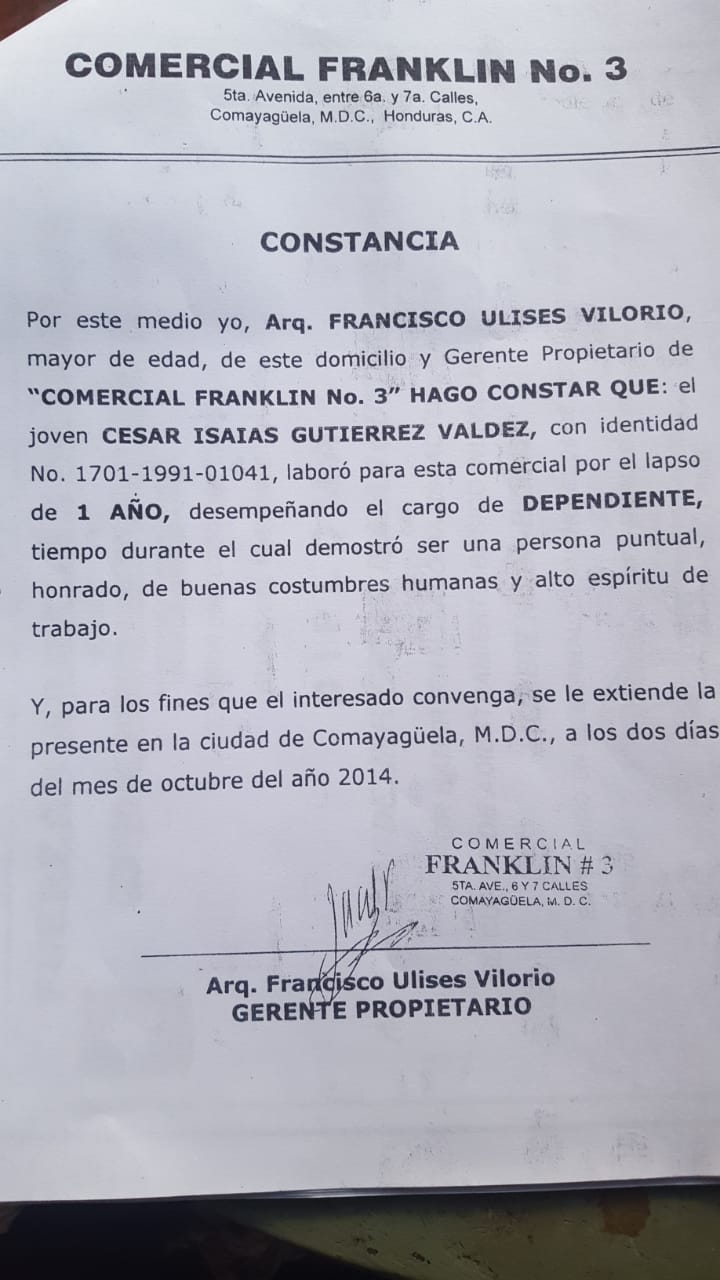 COMERCIAL FRANKLIN No. 3
5ta. Avenida, entre 6a. y 7a. Calles,
Comayagüela, M.D.C., Honduras, C.A.
CONSTANCIA
Por este medio yo, Arq. FRANCISCO ULISES VILORIO,
mayor de edad, de este domicilio y Gerente Propietario de
"COMERCIAL FRANKLIN No. 3" HAGO CONSTAR QUE: el
joven CESAR ISAIAS GUTIERREZ VALDEZ, con identidad
No. 1701-1991-01041, laboró para esta comercial por el lapso
de 1 AÑO, desempeñando el cargo de DEPENDIENTE,
tiempo durante el cual demostró ser una persona puntual,
honrado, de buenas costumbres humanas y alto espíritu de
trabajo.
Y, para los fines que el interesado convenga, se le extiende la
presente en la ciudad de Comayagüela, M.D.C., a los dos días
del mes de octubre del año 2014.
COMERCIAL
FRANKLIN # 3
5TA. AVE., 6 Y 7 CALLES
COMAYAGÜELA, M. D. C.
Arq. Francisco Ulises Vilorio
GERENTE PROPIETARIO